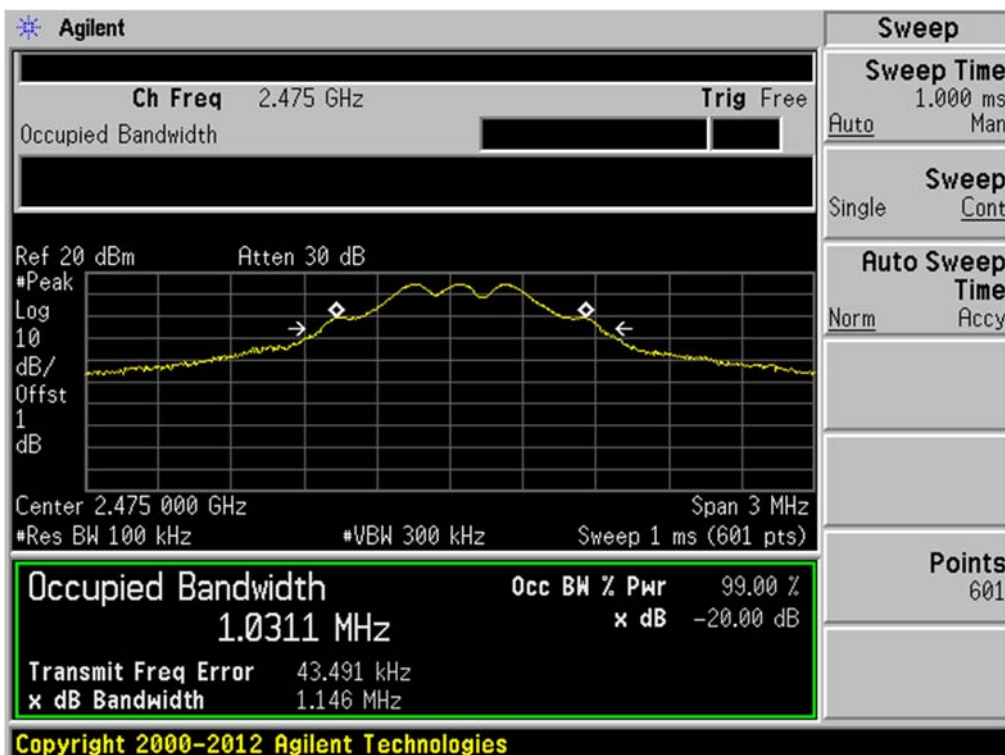 Agilent
Ch Freq 2.475 GHz Trig Free
Occupied Bandwidth
Ref 20 dBm Atten 30 dB
#Peak
Log
10
dB/
Offst
1
dB
Center 2.475 000 GHz Span 3 MHz
#Res BW 100 kHz #VBW 300 kHz Sweep 1 ms (601 pts)
Occupied Bandwidth
1.0311 MHz
Occ BW % Pwr 99.00 %
x dB -20.00 dB
Transmit Freq Error 43.491 kHz
x dB Bandwidth 1.146 MHz
Copyright 2000-2012 Agilent Technologies
Sweep
Sweep Time
1.000 ms
Auto Man
Sweep
Single Cont
Auto Sweep
Time
Norm Accy
Points
601